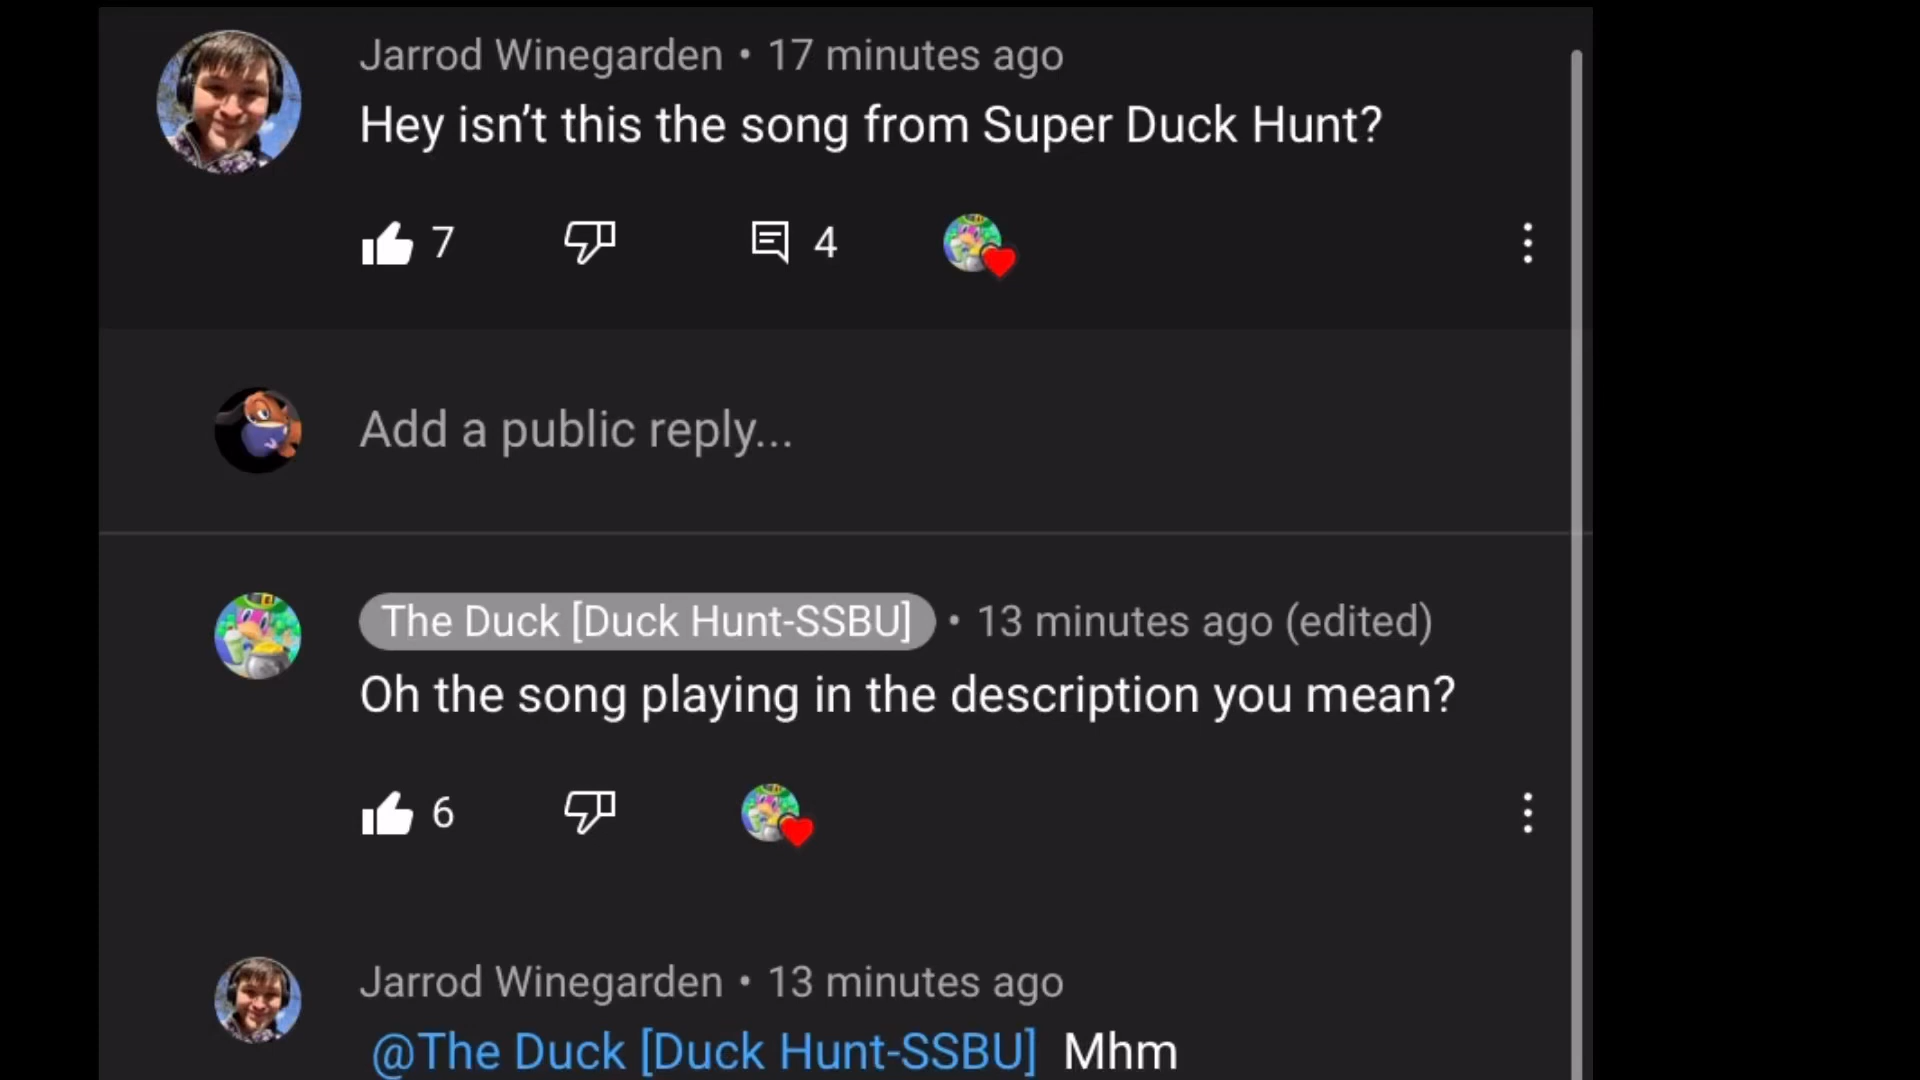 Jarrod Winegarden • 17 minutes ago
Hey isn't this the song from Super Duck Hunt?
7 4
Add a public reply...
The Duck [Duck Hunt-SSBU] • 13 minutes ago (edited)
Oh the song playing in the description you mean?
6
Jarrod Winegarden • 13 minutes ago
@The Duck [Duck Hunt-SSBU] Mhm